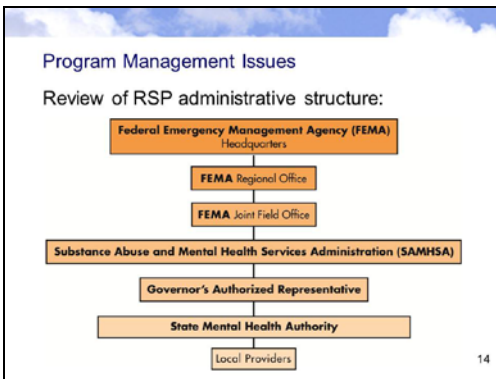 Program Management Issues
Review of RSP administrative structure:
Federal Emergency Management Agency (FEMA)
Headquarters
FEMA Regional Office
FEMA Joint Field Office
Substance Abuse and Mental Health Services Administration (SAMHSA)
Governor's Authorized Representative
State Mental Health Authority
Local Providers
14